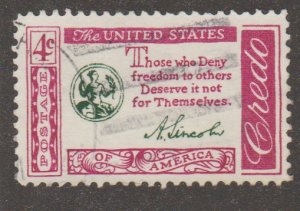 4¢
POSTAGE
The UNITED STATES
Those who Deny
freedom to others
Deserve it not
for Themselves.
A. Lincoln
OF AMERICA
Credo